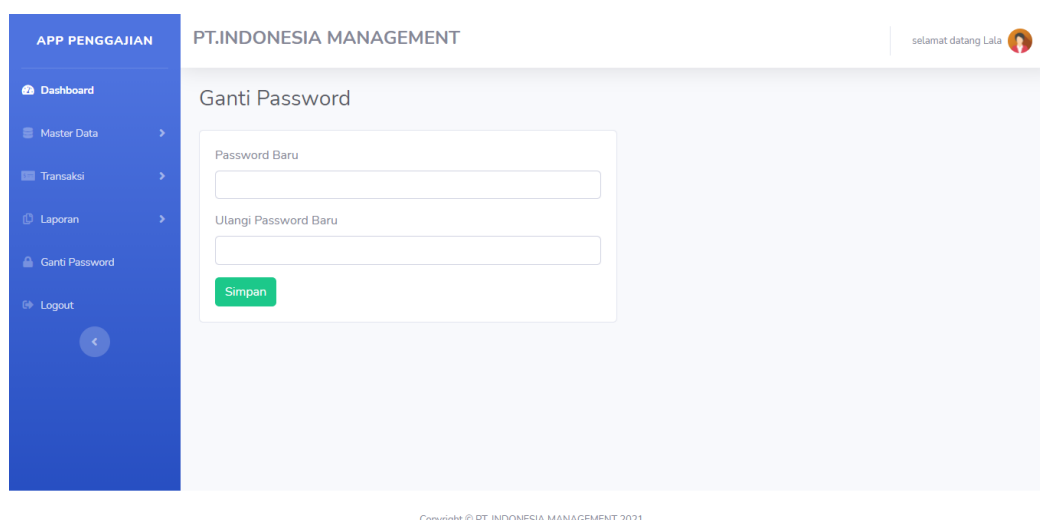 APP PENGGAJIAN
PT.INDONESIA MANAGEMENT
selamat datang Lala
Dashboard
Master Data
Transaksi
Laporan
Ganti Password
Logout
Ganti Password
Password Baru
Ulangi Password Baru
Simpan
Copyright © PT. INDONESIA MANAGEMENT 2021